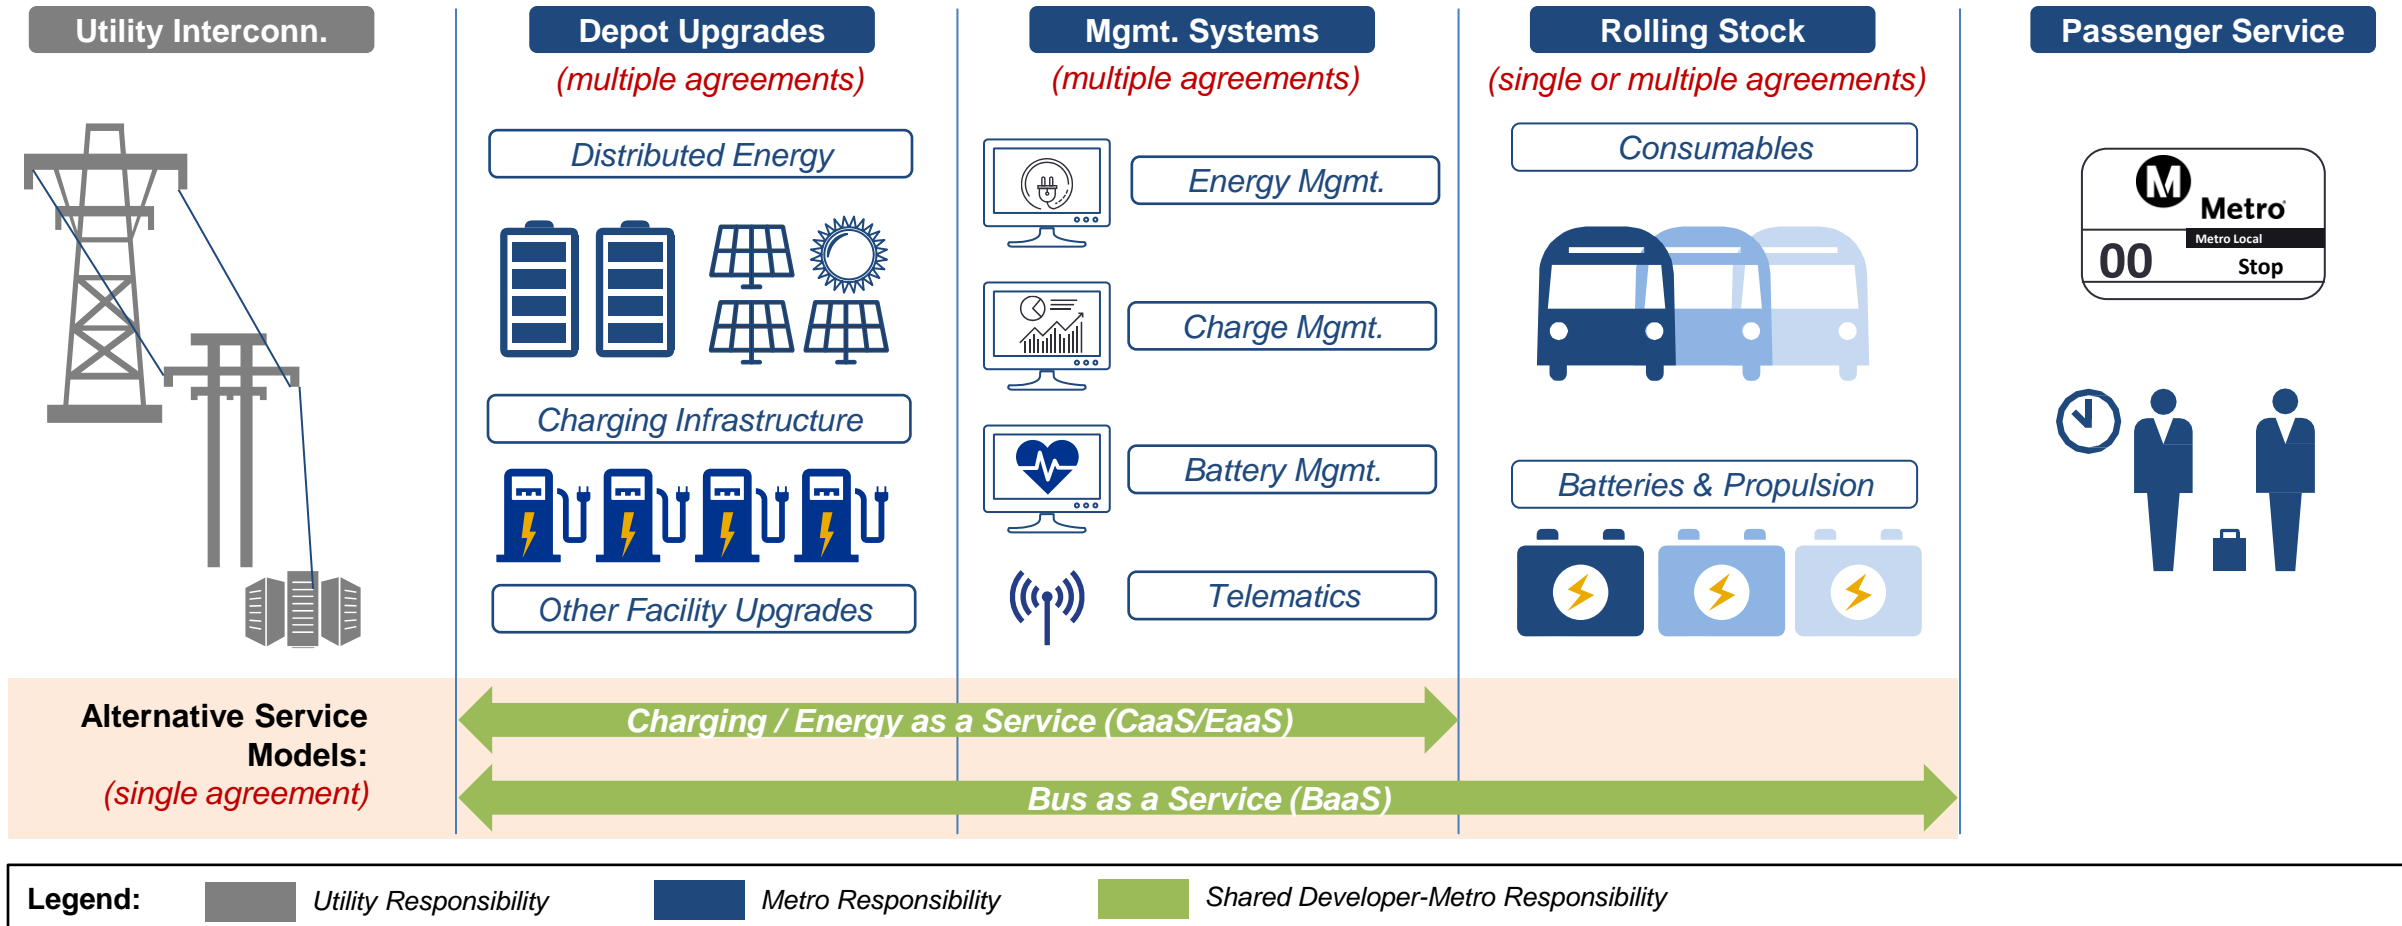 Utility Interconn.
Depot Upgrades
(multiple agreements)
Distributed Energy
Charging Infrastructure
Other Facility Upgrades
Mgmt. Systems
(multiple agreements)
Energy Mgmt.
Charge Mgmt.
Battery Mgmt.
Telematics
Rolling Stock
(single or multiple agreements)
Consumables
Batteries & Propulsion
Passenger Service
M
Metro
Metro Local
00
Stop
Alternative Service
Models:
(single agreement)
Charging / Energy as a Service (CaaS/EaaS)
Bus as a Service (BaaS)
Legend:
Utility Responsibility
Metro Responsibility
Shared Developer-Metro Responsibility